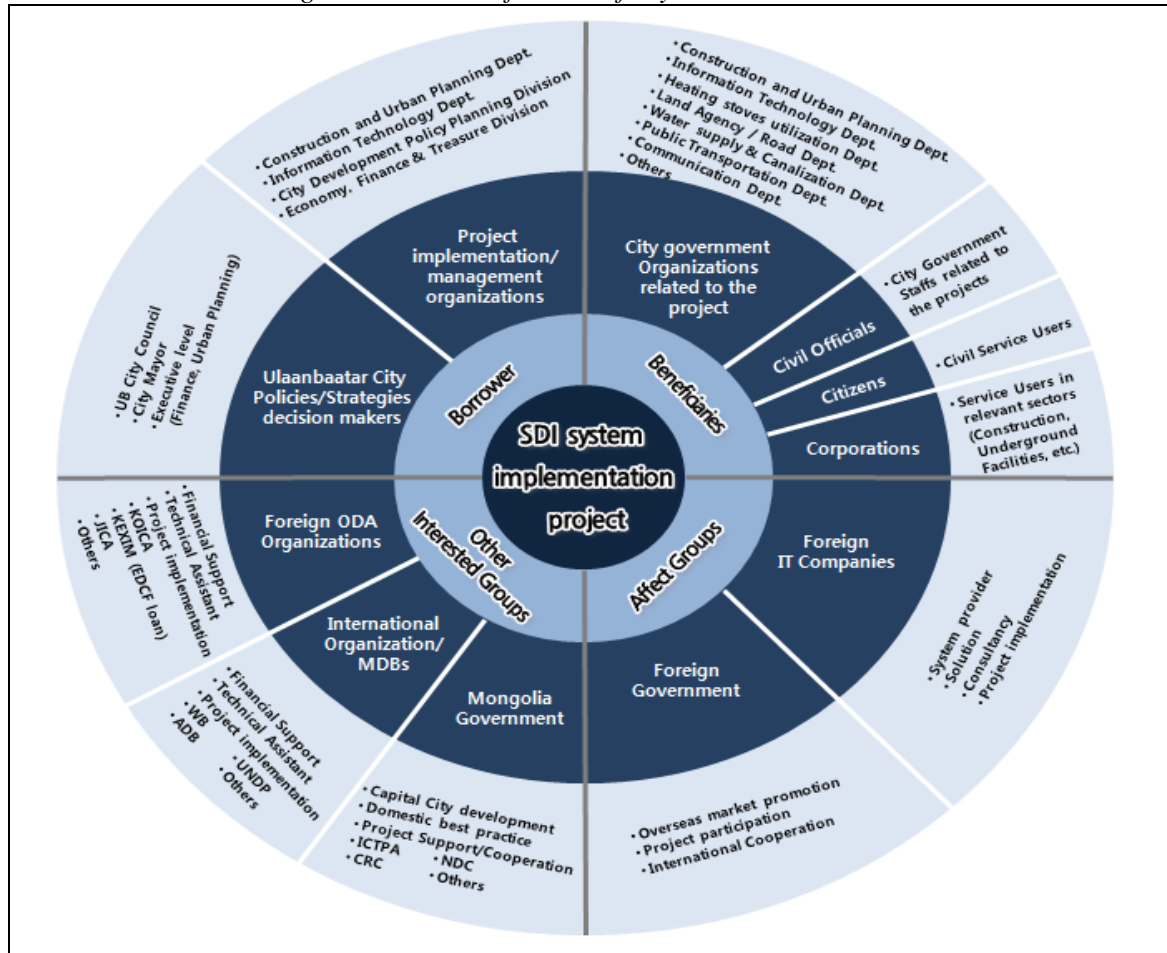 • Construction and Urban Planning Dept.
• Information Technology Dept.
• City Development Policy Planning Division
• Economy, Finance & Treasure Division
• Construction and Urban Planning Dept.
• Information Technology Dept.
• Heating stoves utilization Dept.
• Land Agency / Road Dept.
• Water supply & Canalization Dept.
• Public Transportation Dept.
• Communication Dept.
• Others
Project
implementation/
management
organizations
City government
Organizations
related to the
project
• City Government
Staffs related to
the projects
Civil Officials
• Civil Service Users
Citizens
• Service Users in
relevant sectors
(Construction,
Underground
Facilities, etc.)
Corporations
• UB City Council
• City Mayor
• Executive level
(Finance, Urban Planning)
Ulaanbaatar City
Policies/Strategies
decision makers
Borrower
Beneficiaries
SDI system
implementation
project
Other
Interested Groups
Affect Groups
Foreign ODA
Organizations
• Financial Support
• Technical Assistant
• Project implementation
• KOICA
• KEXIM (EDCF loan)
• JICA
• Others
Foreign
IT Companies
• System provider
• Solution
• Consultancy
• Project implementation
International
Organization/
MDBs
• Financial Support
• Technical Assistant
• Project implementation
• WB
• UNDP
• ADB
• Others
Mongolia
Government
• Capital City development
• Domestic best practice
• Project Support/Cooperation
• ICTPA • NDC
• CRC • Others
Foreign
Government
• Overseas market promotion
• Project participation
• International Cooperation